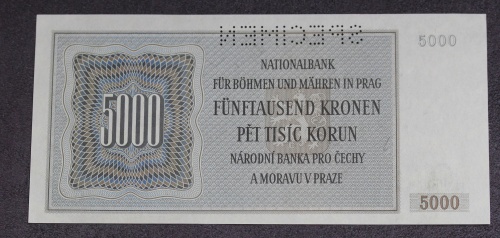 SPECIMEN
5000
NATIONALBANK
FÜR BÖHMEN UND MÄHREN IN PRAG
FÜNFTAUSEND KRONEN
PĚT TISÍC KORUN
NÁRODNÍ BANKA PRO ČECHY
A MORAVU V PRAZE
5000
5000